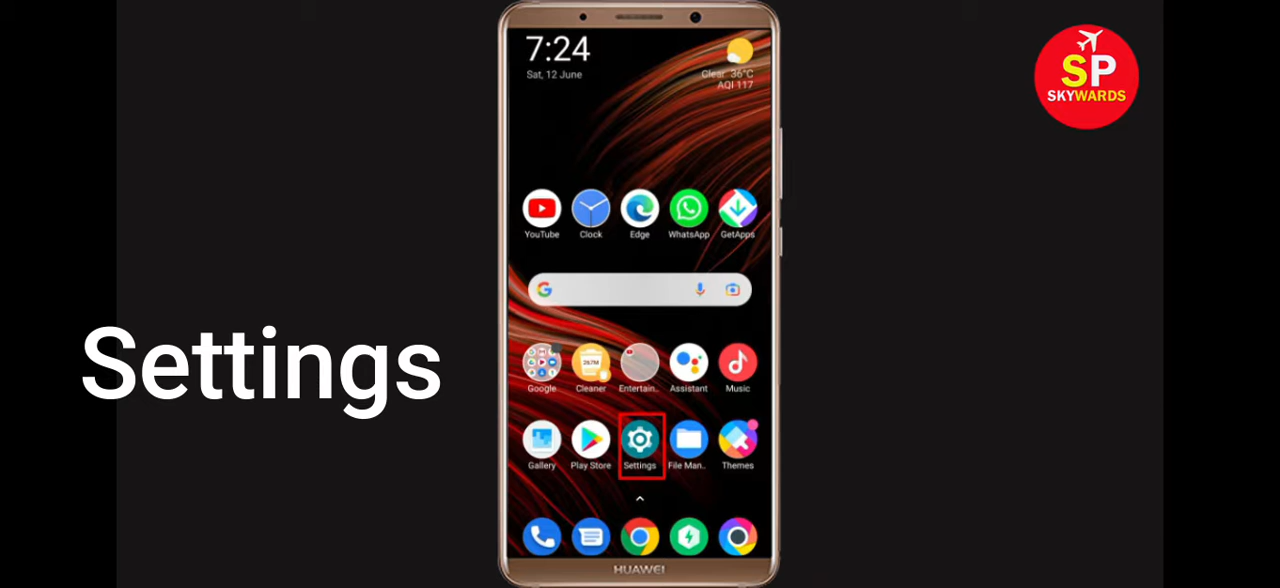 7:24
Sat, 12 June
Clear 36°C
AQI 117
SP
SKYWARDS
YouTube
Clock
Edge
WhatsApp
GetApps
Settings
267M
Google
Cleaner
Entertain..
Assistant
Music
Gallery
Play Store
Settings
File Man..
Themes
HUAWEI